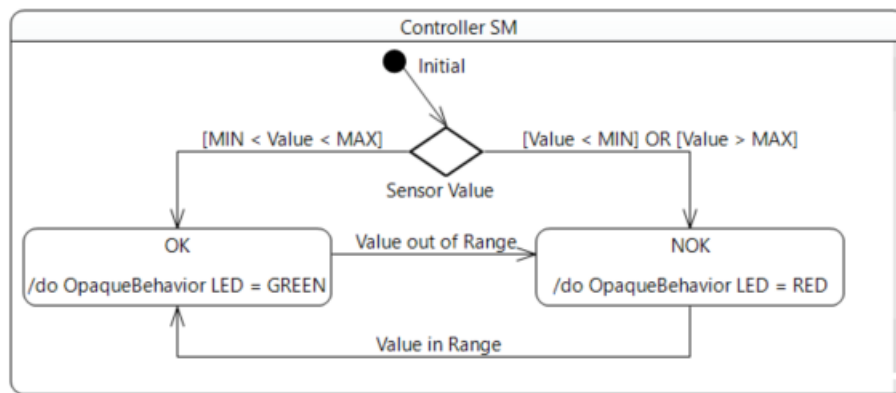 Controller SM
Initial
[MIN < Value < MAX]
[Value < MIN] OR [Value > MAX]
Sensor Value
OK
/do OpaqueBehavior LED = GREEN
Value out of Range
NOK
/do OpaqueBehavior LED = RED
Value in Range